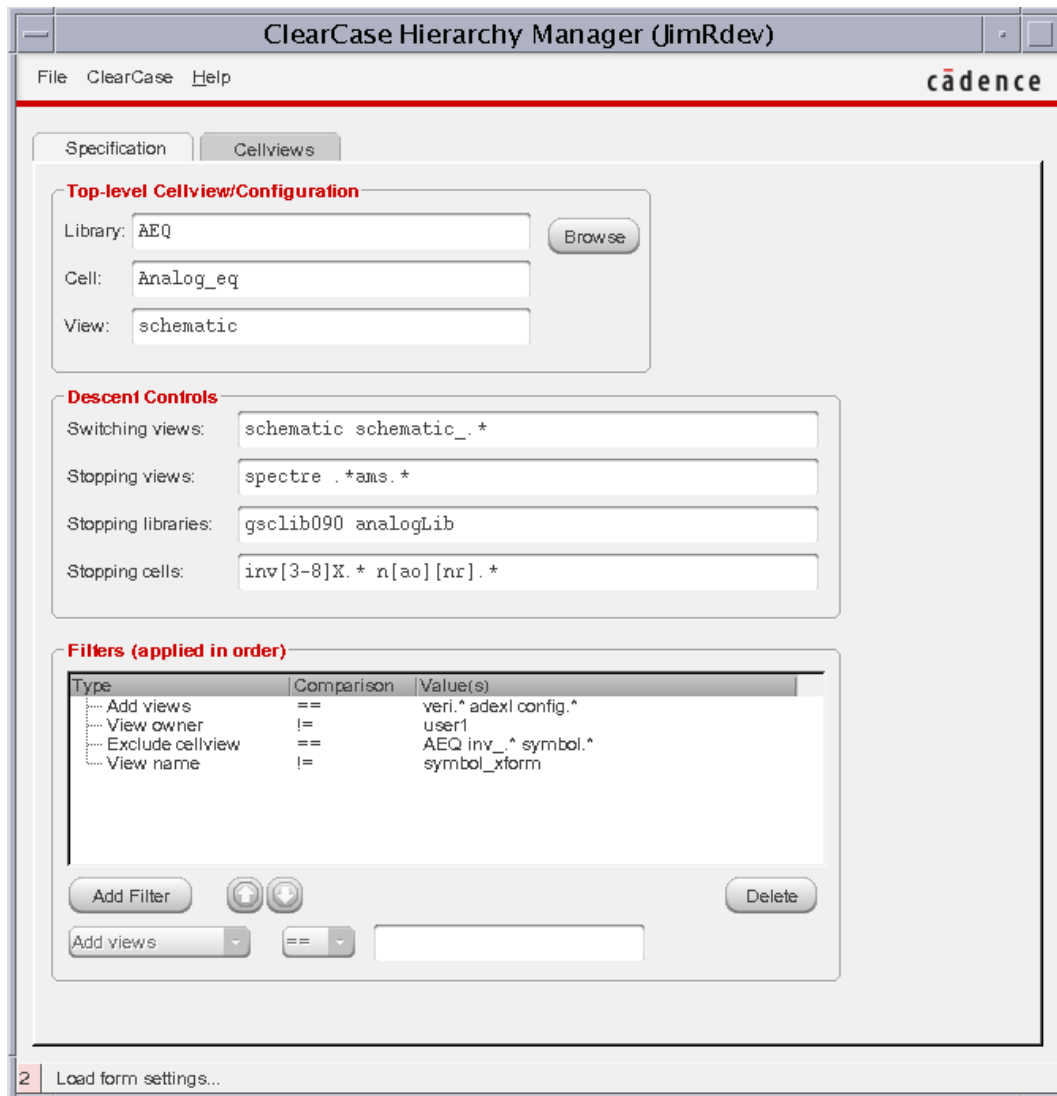 ClearCase Hierarchy Manager (JimRdev)
File ClearCase Help
cādence
Specification Cellviews
Top-level Cellview/Configuration
Library: AEQ Browse
Cell: Analog_eq
View: schematic
Descent Controls
Switching views: schematic schematic_.*
Stopping views: spectre .*ams.*
Stopping libraries: gsclib090 analogLib
Stopping cells: inv[3-8]X.* n[ao][nr].*
Filters (applied in order)
Type Comparison Value(s)
Add views == veri.* adexl config.*
View owner != user1
Exclude cellview == AEQ inv_.* symbol.*
View name != symbol_xform
Add Filter Delete
Add views ==
2 Load form settings...